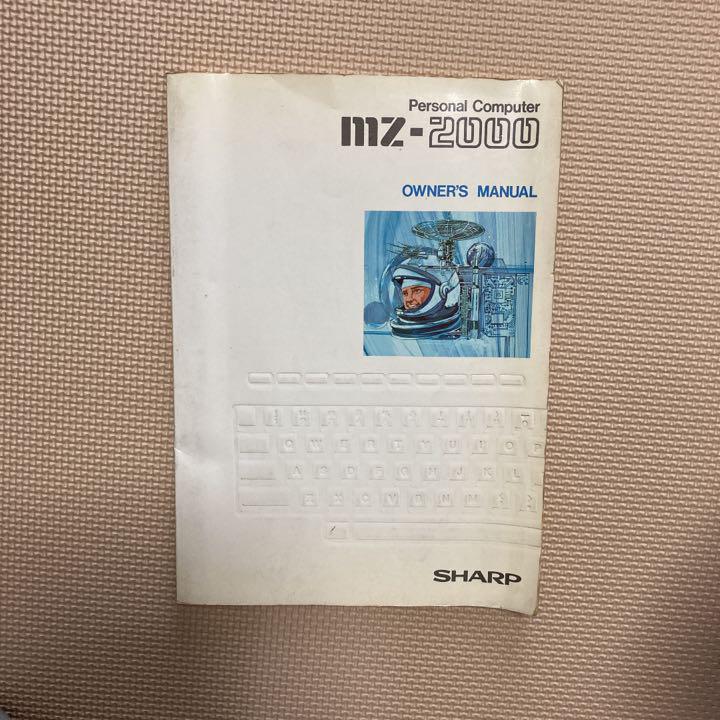 Personal Computer
MZ-2000
OWNER'S MANUAL
Q W E R T Y U I O P
A S D F G H J K L
Z X C V B N M
SHARP